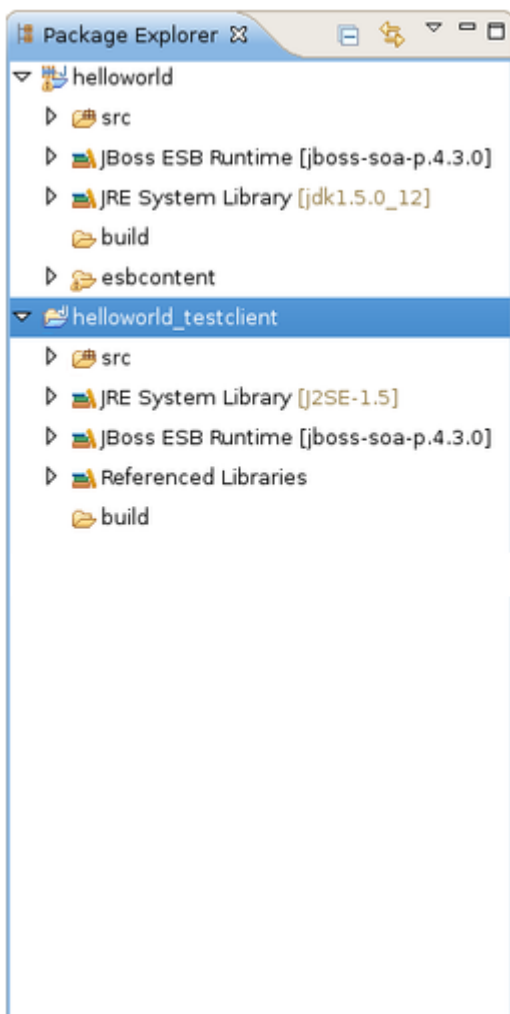 Package Explorer
helloworld
src
JBoss ESB Runtime [jboss-soa-p.4.3.0]
JRE System Library [jdk1.5.0_12]
build
esbcontent
helloworld_testclient
src
JRE System Library [J2SE-1.5]
JBoss ESB Runtime [jboss-soa-p.4.3.0]
Referenced Libraries
build